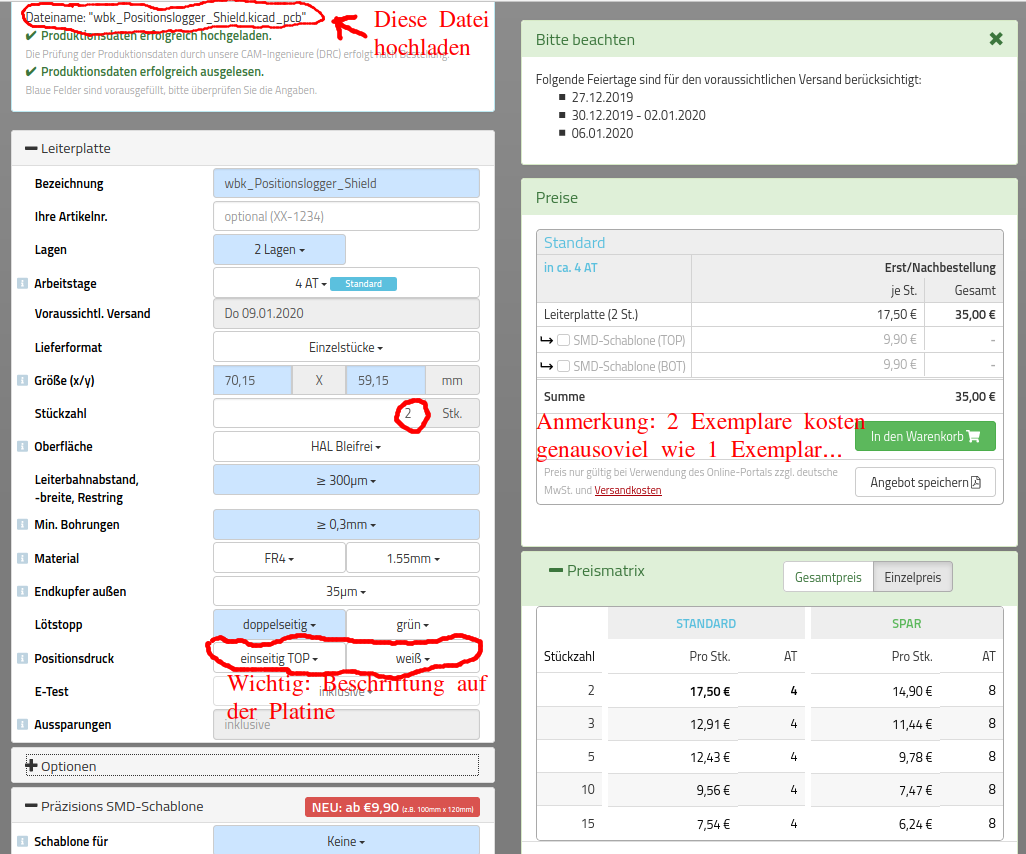 Dateiname: "wbk_Positionslogger_Shield.kicad_pcb"
Diese Datei
hochladen
✔ Produktionsdaten erfolgreich hochgeladen.
Die Prüfung der Produktionsdaten durch unsere CAM-Ingenieure (DRC) erfolgt nach Bestellung.
✔ Produktionsdaten erfolgreich ausgelesen.
Blaue Felder sind vorausgefüllt, bitte überprüfen Sie die Angaben.
Leiterplatte
Bezeichnung wbk_Positionslogger_Shield
Ihre Artikelnr. optional (XX-1234)
Lagen 2 Lagen
Arbeitstage 4 AT Standard
Voraussichtl. Versand Do 09.01.2020
Lieferformat Einzelstücke
Größe (x/y) 70,15 X 59,15 mm
Stückzahl 2 Stk.
Oberfläche HAL Bleifrei
Leiterbahnabstand,
-breite, Restring ≥ 300µm
Min. Bohrungen ≥ 0,3mm
Material FR4 1.55mm
Endkupfer außen 35µm
Lötstopp doppelseitig grün
Positionsdruck einseitig TOP weiß
Wichtig: Beschriftung auf
der Platine
E-Test inklusive
Aussparungen inklusive
Optionen
Präzisions SMD-Schablone NEU: ab €9,90 (z.B. 100mm x 120mm)
Schablone für Keine
Bitte beachten
Folgende Feiertage sind für den voraussichtlichen Versand berücksichtigt:
27.12.2019
30.12.2019 - 02.01.2020
06.01.2020
Preise
Standard
in ca. 4 AT Erst/Nachbestellung
je St. Gesamt
Leiterplatte (2 St.) 17,50 € 35,00 €
SMD-Schablone (TOP) 9,90 € -
SMD-Schablone (BOT) 9,90 € -
Summe 35,00 €
Anmerkung: 2 Exemplare kosten
genausoviel wie 1 Exemplar...
In den Warenkorb
Preis nur gültig bei Verwendung des Online-Portals zzgl. deutsche
MwSt. und Versandkosten
Angebot speichern
Preismatrix Gesamtpreis Einzelpreis
STANDARD SPAR
Stückzahl Pro Stk. AT Pro Stk. AT
2 17,50 € 4 14,90 € 8
3 12,91 € 4 11,44 € 8
5 12,43 € 4 9,78 € 8
10 9,56 € 4 7,47 € 8
15 7,54 € 4 6,24 € 8